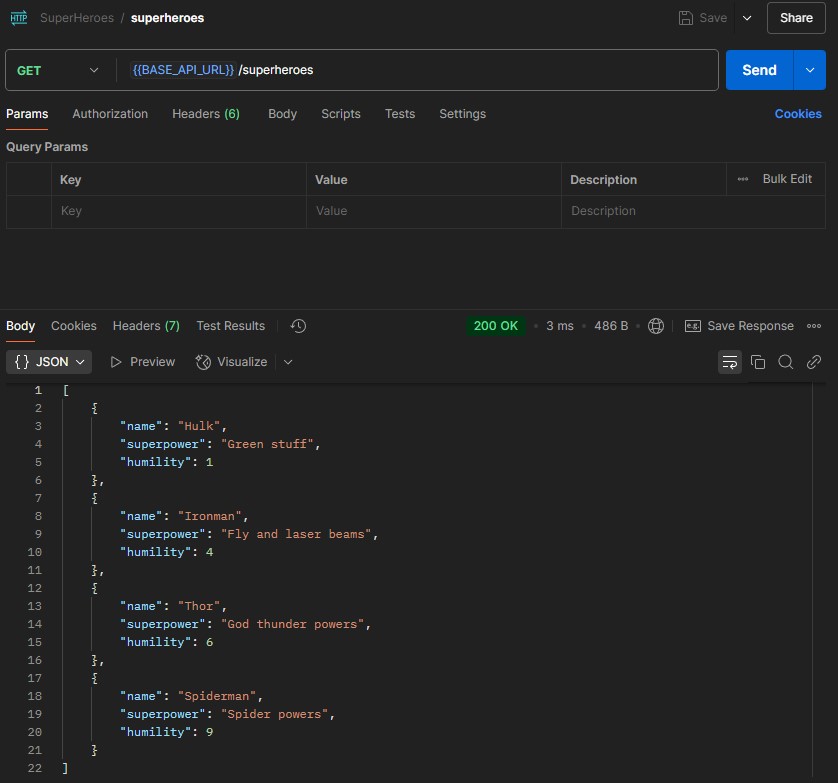 HTTP SuperHeroes / superheroes Save Share
GET {{BASE_API_URL}} /superheroes Send
Params Authorization Headers (6) Body Scripts Tests Settings Cookies
Query Params
Key Value Description ••• Bulk Edit
Key Value Description
Body Cookies Headers (7) Test Results 200 OK • 3 ms • 486 B e.g. Save Response •••
{} JSON Preview Visualize
1 [
2 {
3 "name": "Hulk",
4 "superpower": "Green stuff",
5 "humility": 1
6 },
7 {
8 "name": "Ironman",
9 "superpower": "Fly and laser beams",
10 "humility": 4
11 },
12 {
13 "name": "Thor",
14 "superpower": "God thunder powers",
15 "humility": 6
16 },
17 {
18 "name": "Spiderman",
19 "superpower": "Spider powers",
20 "humility": 9
21 }
22 ]